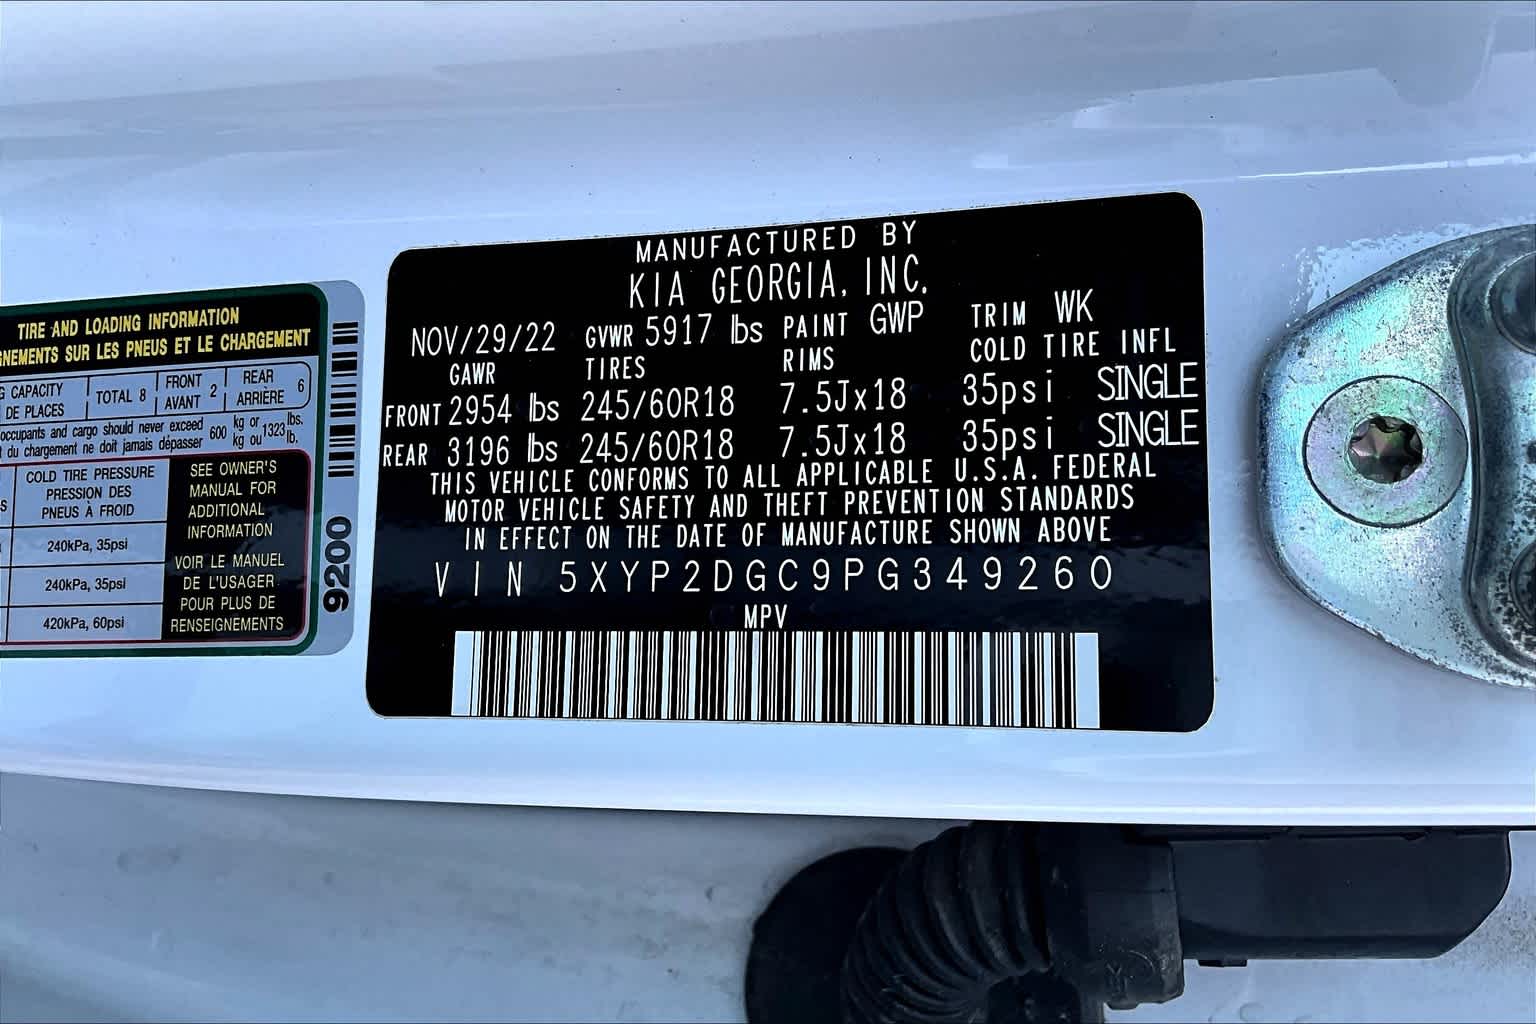 TIRE AND LOADING INFORMATION
SUR LES PNEUS ET LE CHARGEMENT
CAPACITY
DE PLACES
TOTAL 8
FRONT
AVANT
2
REAR
ARRIÈRE
6
occupants and cargo should never exceed
du chargement ne doit jamais dépasser
600
kg or
kg ou
1323
lbs.
lb.
COLD TIRE PRESSURE
PRESSION DES
PNEUS À FROID
240kPa, 35psi
240kPa, 35psi
420kPa, 60psi
SEE OWNER'S
MANUAL FOR
ADDITIONAL
INFORMATION
VOIR LE MANUEL
DE L'USAGER
POUR PLUS DE
RENSEIGNEMENTS
9200
MANUFACTURED BY
KIA GEORGIA, INC.
NOV/29/22 GVWR 5917 lbs PAINT GWP TRIM WK
GAWR TIRES RIMS COLD TIRE INFL
FRONT 2954 lbs 245/60R18 7.5Jx18 35psi SINGLE
REAR 3196 lbs 245/60R18 7.5Jx18 35psi SINGLE
THIS VEHICLE CONFORMS TO ALL APPLICABLE U.S.A. FEDERAL
MOTOR VEHICLE SAFETY AND THEFT PREVENTION STANDARDS
IN EFFECT ON THE DATE OF MANUFACTURE SHOWN ABOVE
VIN 5XYP2DGC9PG349260
MPV